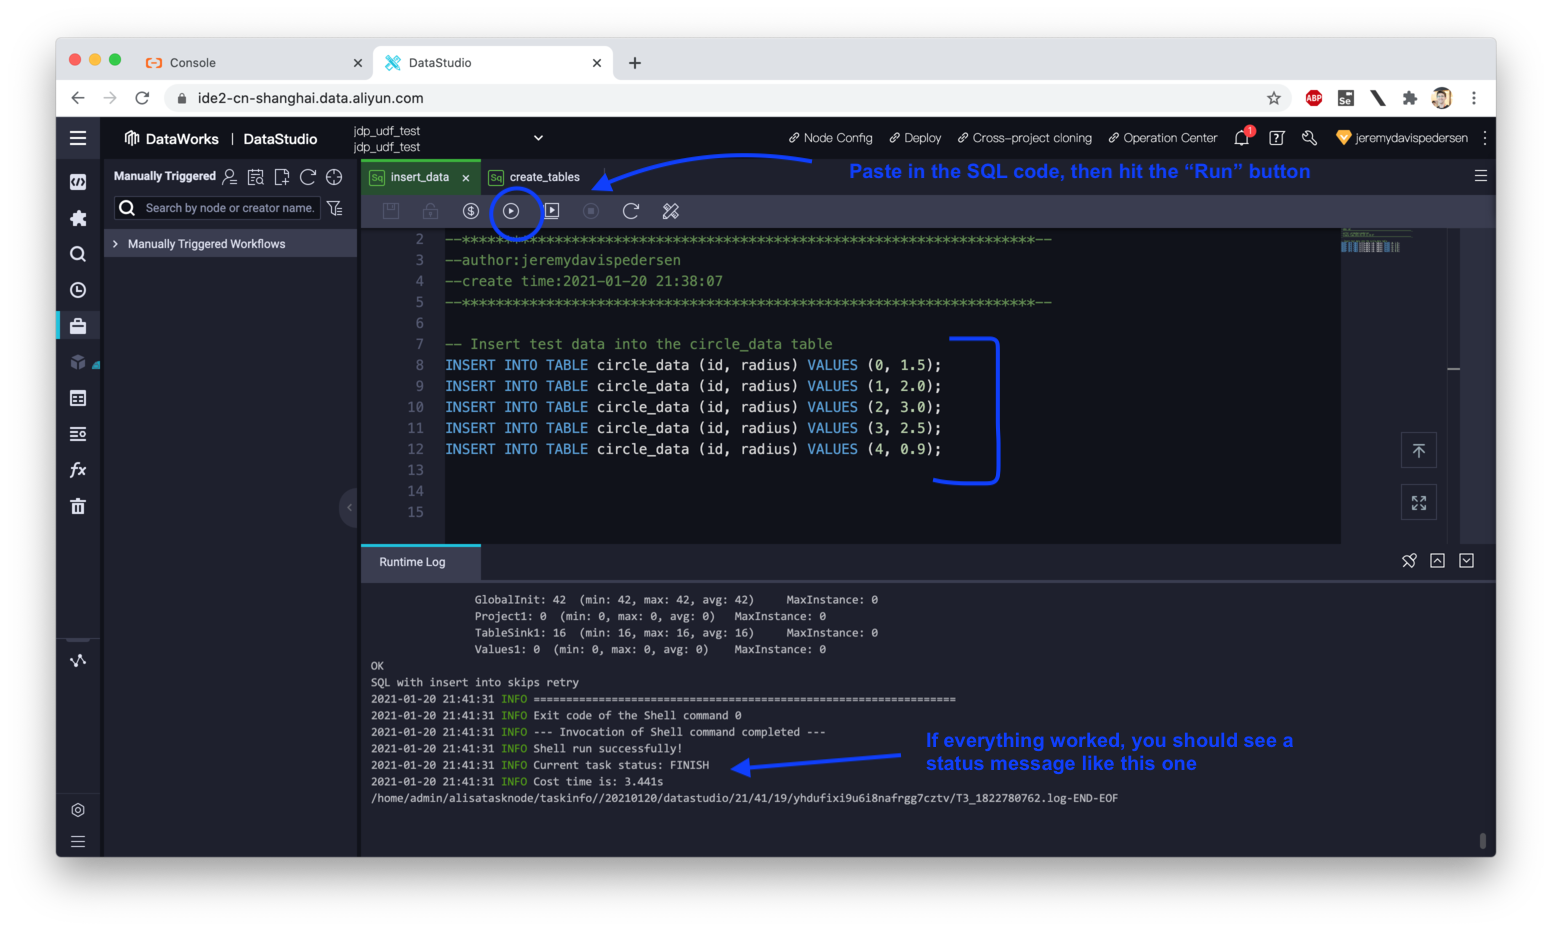 Console
DataStudio
ide2-cn-shanghai.data.aliyun.com
ABP
Se
DataWorks | DataStudio
jdp_udf_test
jdp_udf_test
Node Config
Deploy
Cross-project cloning
Operation Center
1
jeremydavispedersen
Manually Triggered
Sq insert_data
Sq create_tables
Paste in the SQL code, then hit the “Run” button
Search by node or creator name.
Manually Triggered Workflows
2 --********************************************************************--
3 --author:jeremydavispedersen
4 --create time:2021-01-20 21:38:07
5 --********************************************************************--
6
7 -- Insert test data into the circle_data table
8 INSERT INTO TABLE circle_data (id, radius) VALUES (0, 1.5);
9 INSERT INTO TABLE circle_data (id, radius) VALUES (1, 2.0);
10 INSERT INTO TABLE circle_data (id, radius) VALUES (2, 3.0);
11 INSERT INTO TABLE circle_data (id, radius) VALUES (3, 2.5);
12 INSERT INTO TABLE circle_data (id, radius) VALUES (4, 0.9);
13
14
15
fx
Runtime Log
GlobalInit: 42 (min: 42, max: 42, avg: 42) MaxInstance: 0
Project1: 0 (min: 0, max: 0, avg: 0) MaxInstance: 0
TableSink1: 16 (min: 16, max: 16, avg: 16) MaxInstance: 0
Values1: 0 (min: 0, max: 0, avg: 0) MaxInstance: 0
OK
SQL with insert into skips retry
2021-01-20 21:41:31 INFO =================================================================
2021-01-20 21:41:31 INFO Exit code of the Shell command 0
2021-01-20 21:41:31 INFO --- Invocation of Shell command completed ---
2021-01-20 21:41:31 INFO Shell run successfully!
2021-01-20 21:41:31 INFO Current task status: FINISH
2021-01-20 21:41:31 INFO Cost time is: 3.441s
/home/admin/alisatasknode/taskinfo//20210120/datastudio/21/41/19/yhdufixi9u6i8nafrgg7cztv/T3_1822780762.log-END-EOF
If everything worked, you should see a
status message like this one